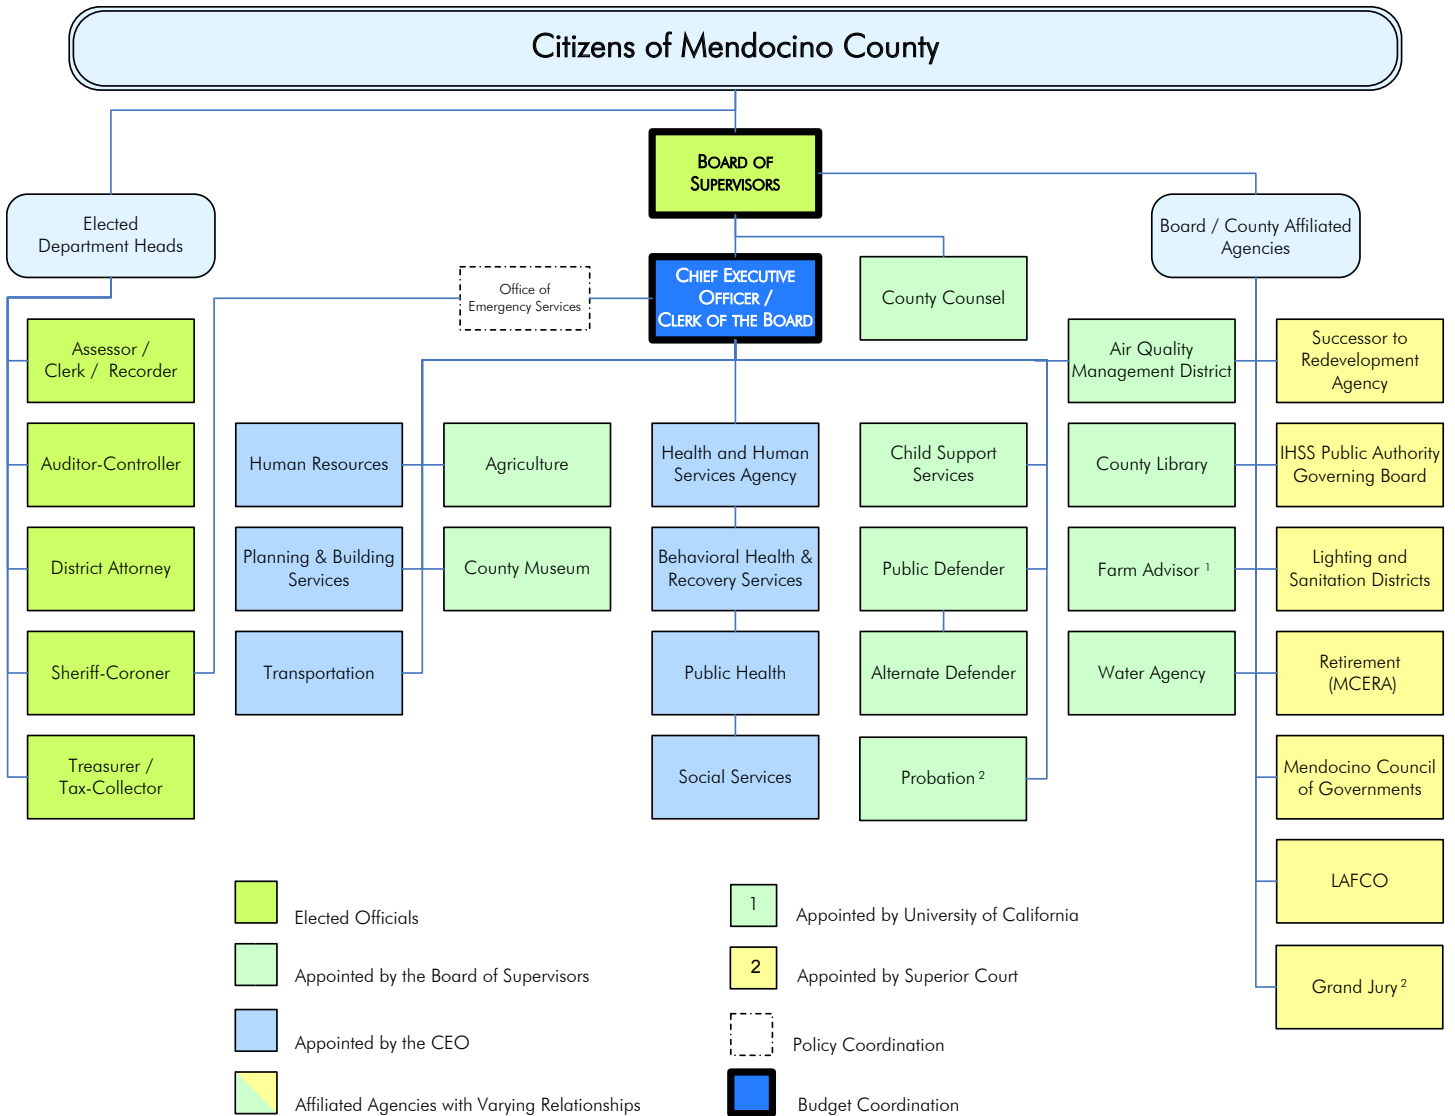 Citizens of Mendocino County
BOARD OF
SUPERVISORS
Elected
Department Heads
Board / County Affiliated
Agencies
Office of
Emergency Services
CHIEF EXECUTIVE
OFFICER /
CLERK OF THE BOARD
County Counsel
Assessor /
Clerk / Recorder
Air Quality
Management District
Successor to
Redevelopment
Agency
Auditor-Controller
Human Resources
Agriculture
Health and Human
Services Agency
Child Support
Services
County Library
IHSS Public Authority
Governing Board
District Attorney
Planning & Building
Services
County Museum
Behavioral Health &
Recovery Services
Public Defender
Farm Advisor 1
Lighting and
Sanitation Districts
Sheriff-Coroner
Transportation
Public Health
Alternate Defender
Water Agency
Retirement
(MCERA)
Treasurer /
Tax-Collector
Social Services
Probation 2
Mendocino Council
of Governments
LAFCO
Grand Jury 2
Elected Officials
1
Appointed by University of California
Appointed by the Board of Supervisors
2
Appointed by Superior Court
Appointed by the CEO
Policy Coordination
Affiliated Agencies with Varying Relationships
Budget Coordination